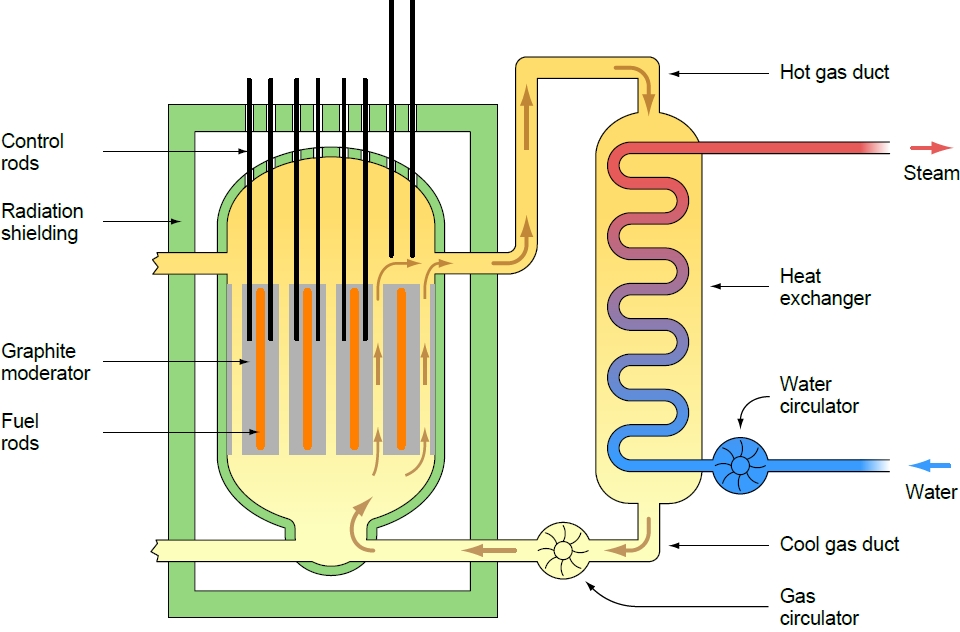 Control
rods
Radiation
shielding
Graphite
moderator
Fuel
rods
Hot gas duct
Steam
Heat
exchanger
Water
circulator
Water
Cool gas duct
Gas
circulator